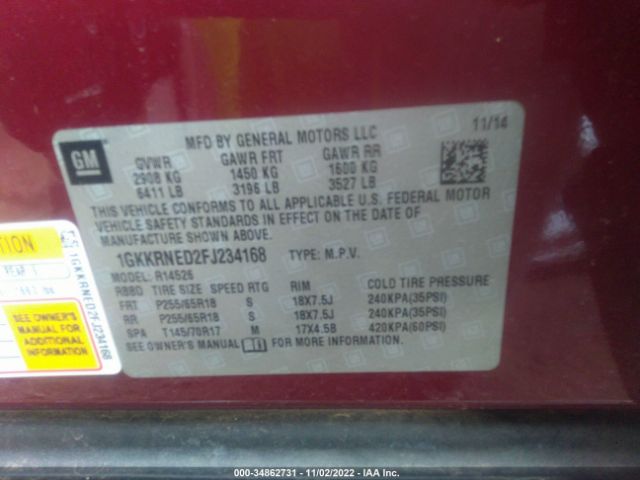 GM
MFD BY GENERAL MOTORS LLC
11/14
GVWR GAWR FRT GAWR RR
2908 KG 1450 KG 1600 KG
6411 LB 3196 LB 3527 LB
THIS VEHICLE CONFORMS TO ALL APPLICABLE U.S. FEDERAL MOTOR
VEHICLE SAFETY STANDARDS IN EFFECT ON THE DATE OF
MANUFACTURE SHOWN ABOVE.
1GKKRNED2FJ234168 TYPE: M.P.V.
MODEL: R14526
RBBD TIRE SIZE SPEED RTG RIM COLD TIRE PRESSURE
FRT P255/65R18 S 18X7.5J 240KPA(35PSI)
RR P255/65R18 S 18X7.5J 240KPA(35PSI)
SPA T145/70R17 M 17X4.5B 420KPA(60PSI)
SEE OWNER'S MANUAL FOR MORE INFORMATION.
TION
1GKKRNED2FJ234168
SEE OWNER'S
MANUAL FOR
ADDITIONAL
INFORMATION
000-34862731 - 11/02/2022 - IAA Inc.